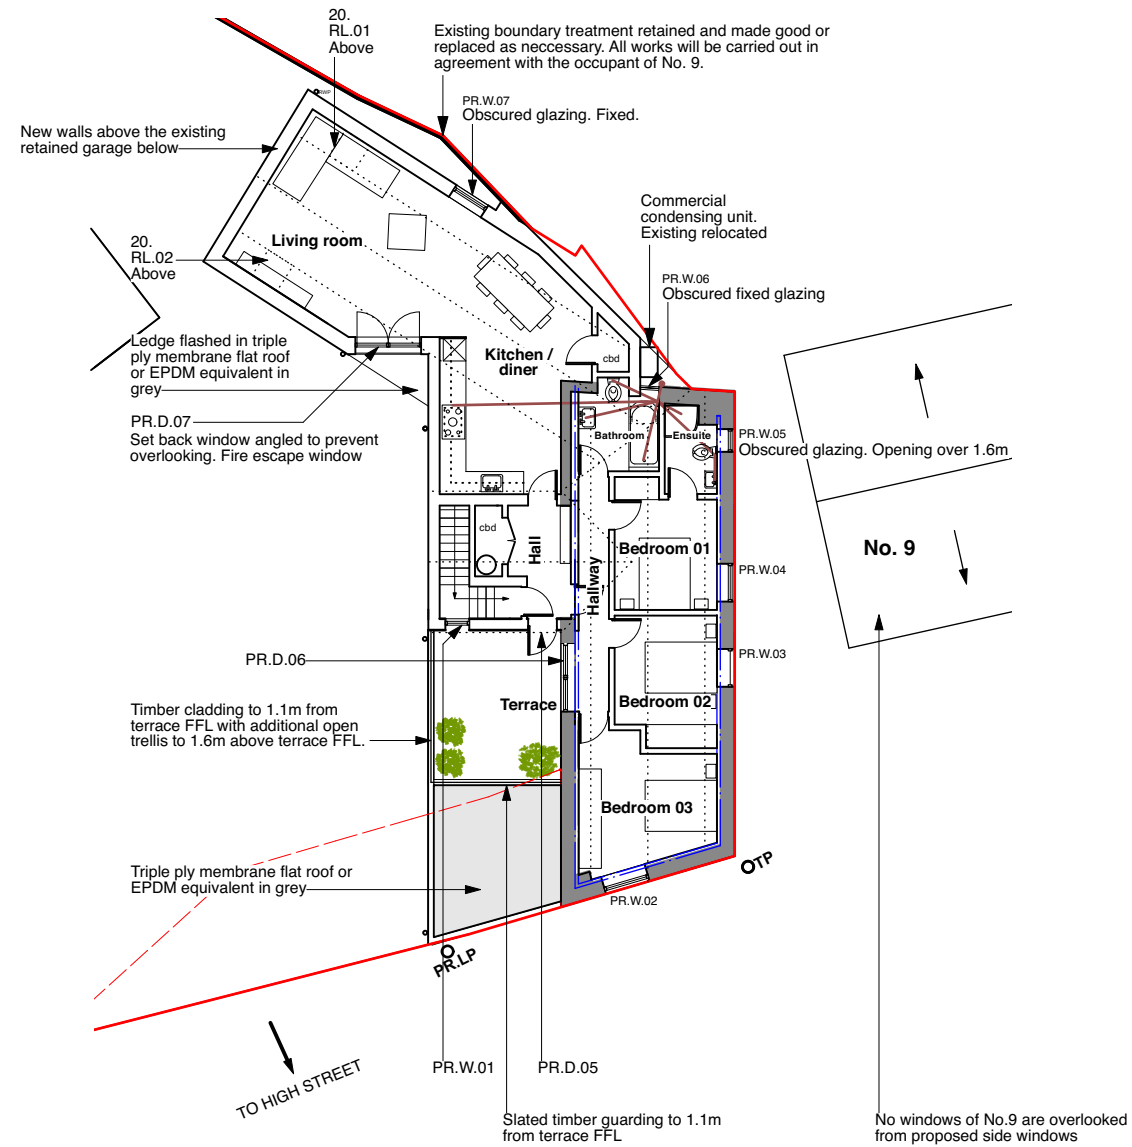 20.
RL.01
Above
Existing boundary treatment retained and made good or
replaced as neccessary. All works will be carried out in
agreement with the occupant of No. 9.
RWP
PR.W.07
Obscured glazing. Fixed.
New walls above the existing
retained garage below
Commercial
condensing unit.
Existing relocated
20.
RL.02
Above
Living room
PR.W.06
Obscured fixed glazing
Ledge flashed in triple
ply membrane flat roof
or EPDM equivalent in
grey
Kitchen /
diner
cbd
PR.D.07
Set back window angled to prevent
overlooking. Fire escape window
Bathroom
Ensuite
PR.W.05
Obscured glazing. Opening over 1.6m
cbd
Hall
Hallway
Bedroom 01
No. 9
PR.W.04
PR.D.06
PR.W.03
Terrace
Bedroom 02
Timber cladding to 1.1m from
terrace FFL with additional open
trellis to 1.6m above terrace FFL.
Bedroom 03
Triple ply membrane flat roof or
EPDM equivalent in grey
TP
PR.W.02
PR.LP
TO HIGH STREET
PR.W.01
PR.D.05
Slated timber guarding to 1.1m
from terrace FFL
No windows of No.9 are overlooked
from proposed side windows